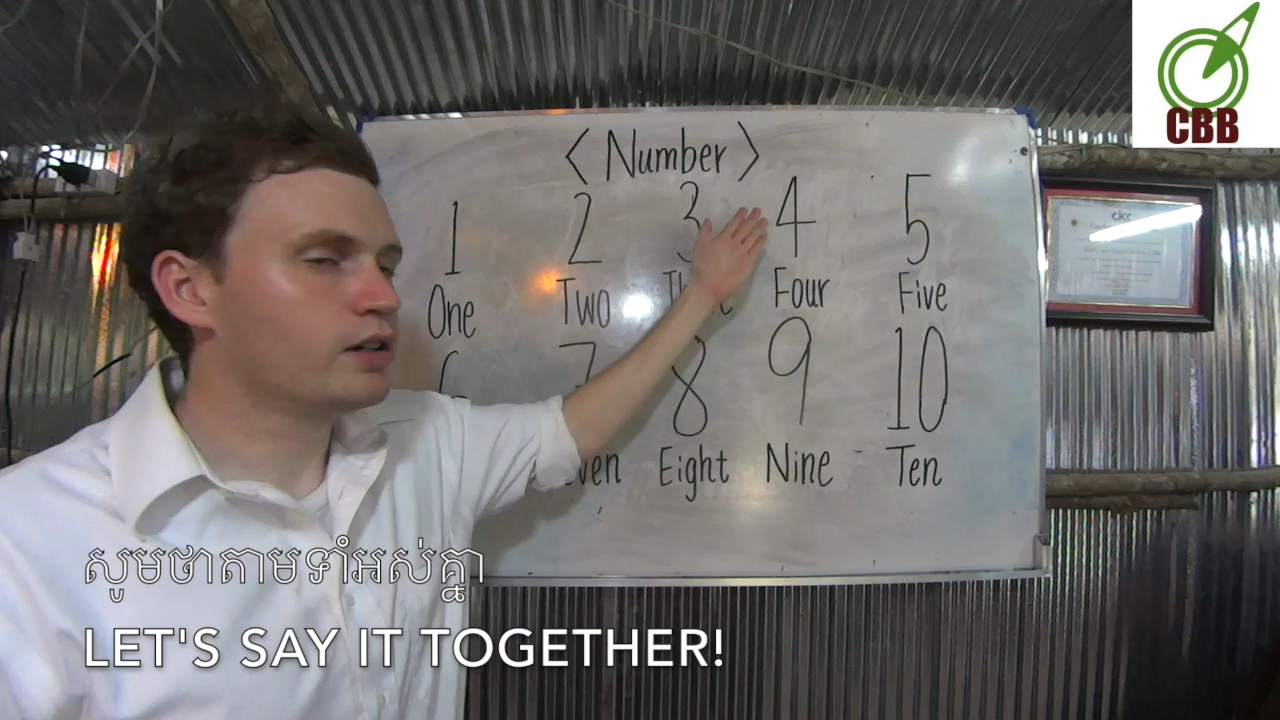 CBB
< Number >
1 2 3 4 5
One Two Four Five
8 9 10
Eight Nine Ten
សូមថាតាមទាំអស់គ្នា
LET'S SAY IT TOGETHER!